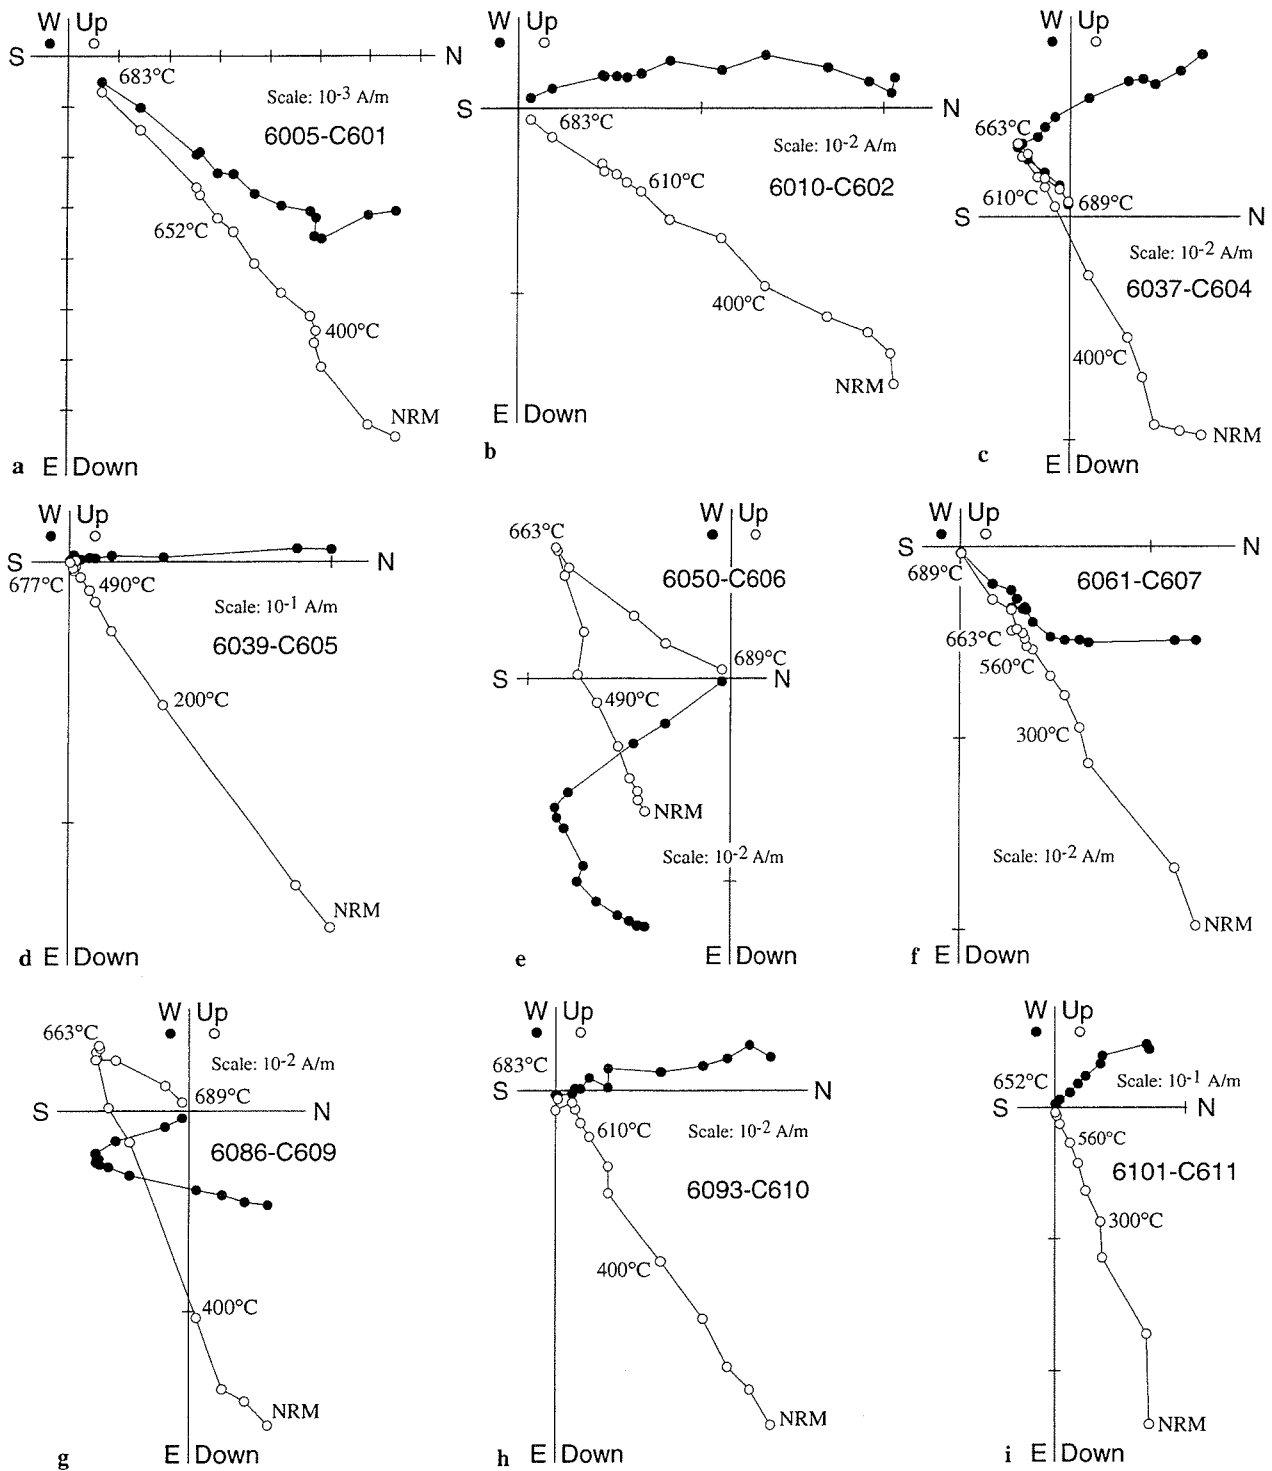 W Up
S N
683°C
Scale: 10-3 A/m
6005-C601
652°C
400°C
NRM
a E Down
W Up
S N
683°C
Scale: 10-2 A/m
610°C
6010-C602
400°C
NRM
E Down
b
W Up
663°C
610°C
689°C
S N
Scale: 10-2 A/m
6037-C604
400°C
NRM
c E Down
W Up
S N
677°C 490°C
Scale: 10-1 A/m
6039-C605
200°C
NRM
d E Down
W Up
663°C
6050-C606
689°C
S N
490°C
NRM
Scale: 10-2 A/m
e E Down
W Up
S N
689°C
6061-C607
663°C
560°C
300°C
Scale: 10-2 A/m
NRM
f E Down
W Up
663°C
Scale: 10-2 A/m
689°C
S N
6086-C609
400°C
NRM
g E Down
W Up
683°C
S N
610°C
Scale: 10-2 A/m
6093-C610
400°C
NRM
h E Down
W Up
652°C
Scale: 10-1 A/m
S N
560°C
6101-C611
300°C
NRM
i E Down